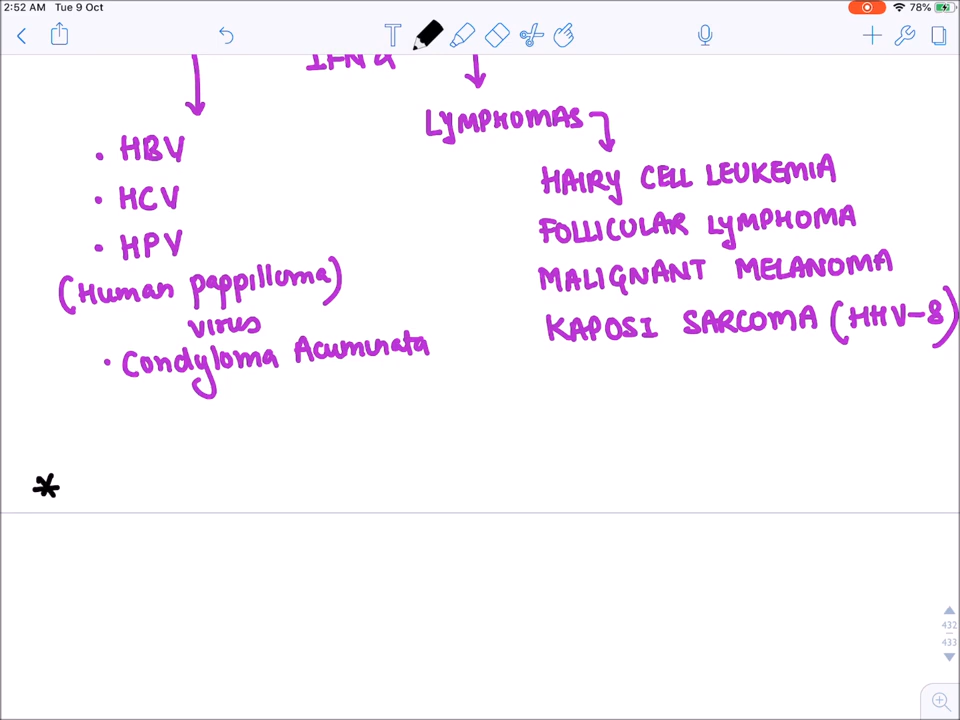 2:52 AM Tue 9 Oct
78%
T
IFN α
LYMPHOMAS
• HBV
• HCV
• HPV
(Human pappilloma)
virus
• Condyloma Acuminata
HAIRY CELL LEUKEMIA
FOLLICULAR LYMPHOMA
MALIGNANT MELANOMA
KAPOSI SARCOMA (HHV-8)
*
432
433